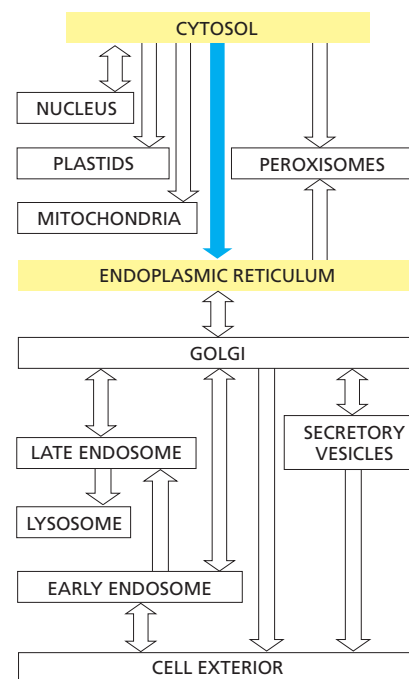 CYTOSOL
NUCLEUS
PLASTIDS
PEROXISOMES
MITOCHONDRIA
ENDOPLASMIC RETICULUM
GOLGI
LATE ENDOSOME
SECRETORY
VESICLES
LYSOSOME
EARLY ENDOSOME
CELL EXTERIOR